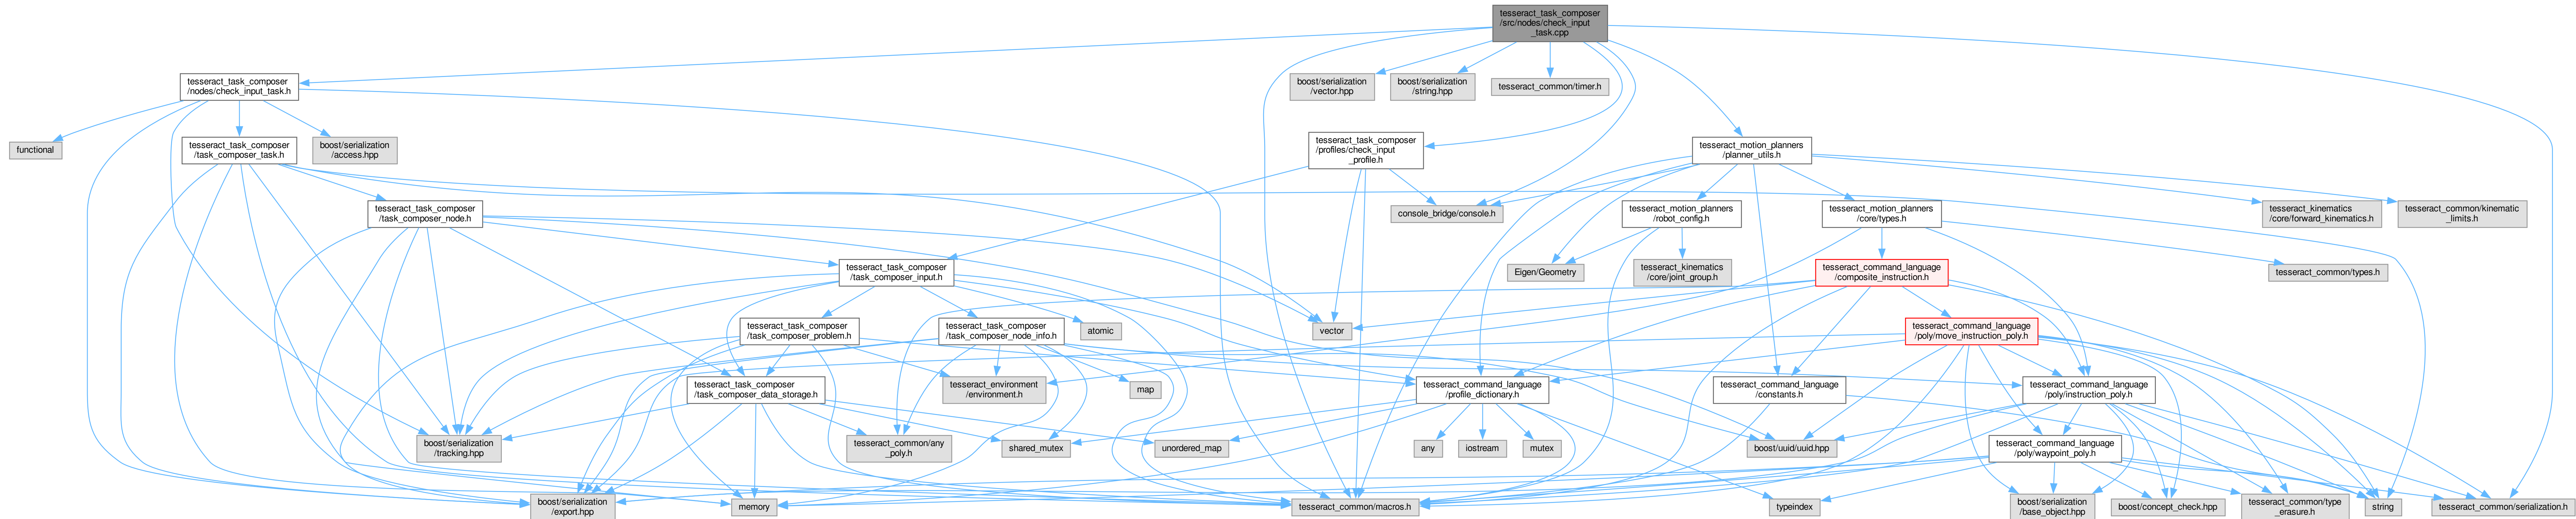 tesseract_task_composer
/src/nodes/check_input
_task.cpp
tesseract_task_composer
/nodes/check_input_task.h
boost/serialization
/vector.hpp
boost/serialization
/string.hpp
tesseract_common/timer.h
functional
tesseract_task_composer
/task_composer_task.h
boost/serialization
/access.hpp
tesseract_task_composer
/profiles/check_input
_profile.h
tesseract_motion_planners
/planner_utils.h
tesseract_task_composer
/task_composer_node.h
console_bridge/console.h
tesseract_motion_planners
/robot_config.h
tesseract_motion_planners
/core/types.h
tesseract_kinematics
/core/forward_kinematics.h
tesseract_common/kinematic
_limits.h
tesseract_task_composer
/task_composer_input.h
Eigen/Geometry
tesseract_kinematics
/core/joint_group.h
tesseract_command_language
/composite_instruction.h
tesseract_common/types.h
tesseract_task_composer
/task_composer_problem.h
tesseract_task_composer
/task_composer_node_info.h
atomic
vector
tesseract_command_language
/poly/move_instruction_poly.h
tesseract_task_composer
/task_composer_data_storage.h
tesseract_environment
/environment.h
map
tesseract_command_language
/profile_dictionary.h
tesseract_command_language
/constants.h
tesseract_command_language
/poly/instruction_poly.h
boost/serialization
/tracking.hpp
tesseract_common/any
_poly.h
shared_mutex
unordered_map
any
iostream
mutex
boost/uuid/uuid.hpp
tesseract_command_language
/poly/waypoint_poly.h
boost/serialization
/export.hpp
memory
tesseract_common/macros.h
typeindex
boost/serialization
/base_object.hpp
boost/concept_check.hpp
tesseract_common/type
_erasure.h
string
tesseract_common/serialization.h